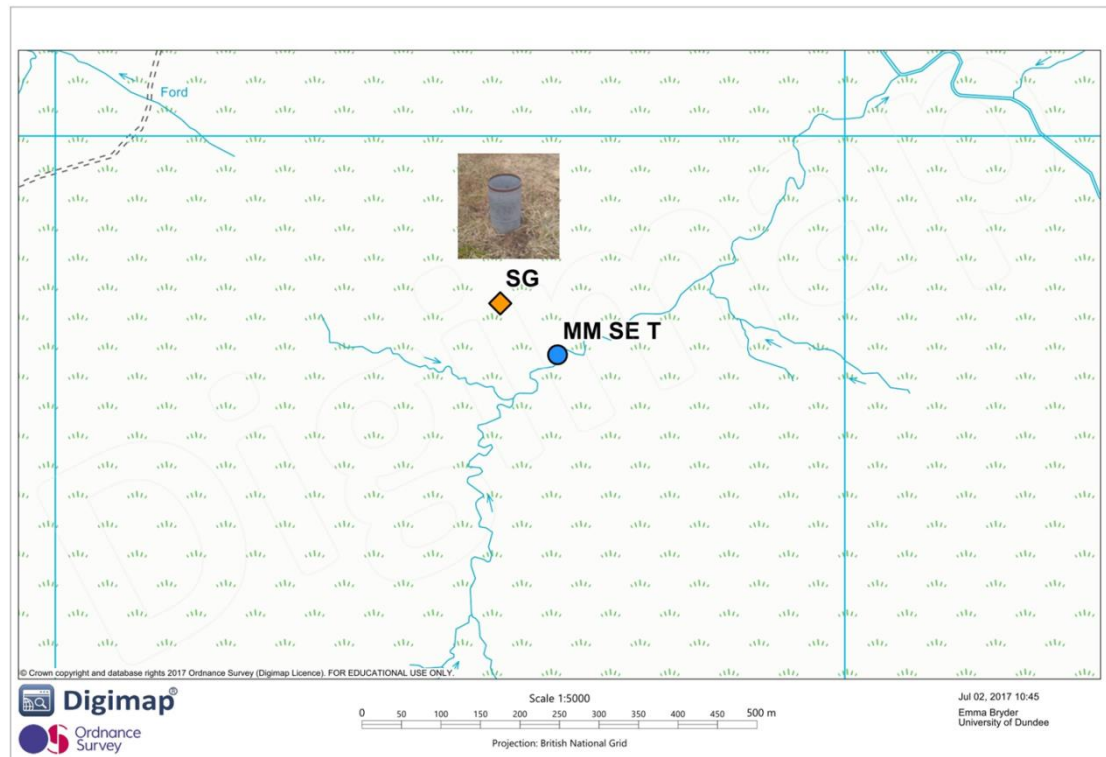 Ford
SG
MM SE T
Digimap
© Crown copyright and database rights 2017 Ordnance Survey (Digimap Licence). FOR EDUCATIONAL USE ONLY.
Digimap®
Ordnance
Survey
Scale 1:5000
0 50 100 150 200 250 300 350 400 450 500 m
Projection: British National Grid
Jul 02, 2017 10:45
Emma Bryder
University of Dundee